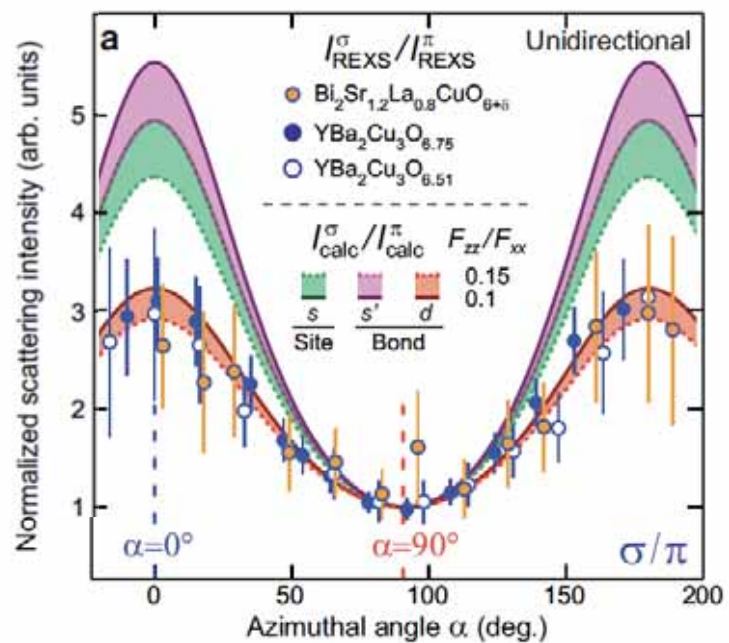 a
Unidirectional
I^σ_REXS/I^π_REXS
Bi₂Sr₁.₂La₀.₈CuO₆₊δ
YBa₂Cu₃O₆.₇₅
YBa₂Cu₃O₆.₅₁
I^σ_calc/I^π_calc F_zz/F_xx
0.15
0.1
s s' d
Site Bond
Normalized scattering intensity (arb. units)
5
4
3
2
1
α=0° α=90° σ/π
0 50 100 150 200
Azimuthal angle α (deg.)